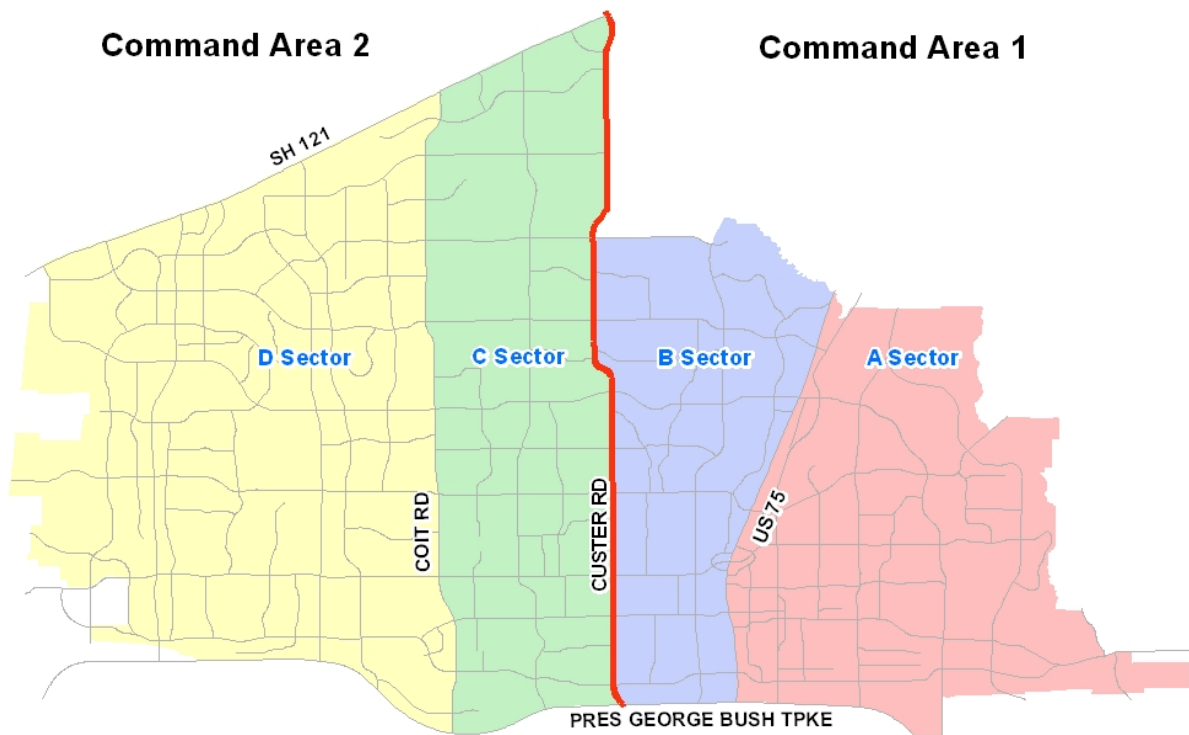 Command Area 2
Command Area 1
SH 121
D Sector
C Sector
B Sector
A Sector
COIT RD
CUSTER RD
US 75
PRES GEORGE BUSH TPKE